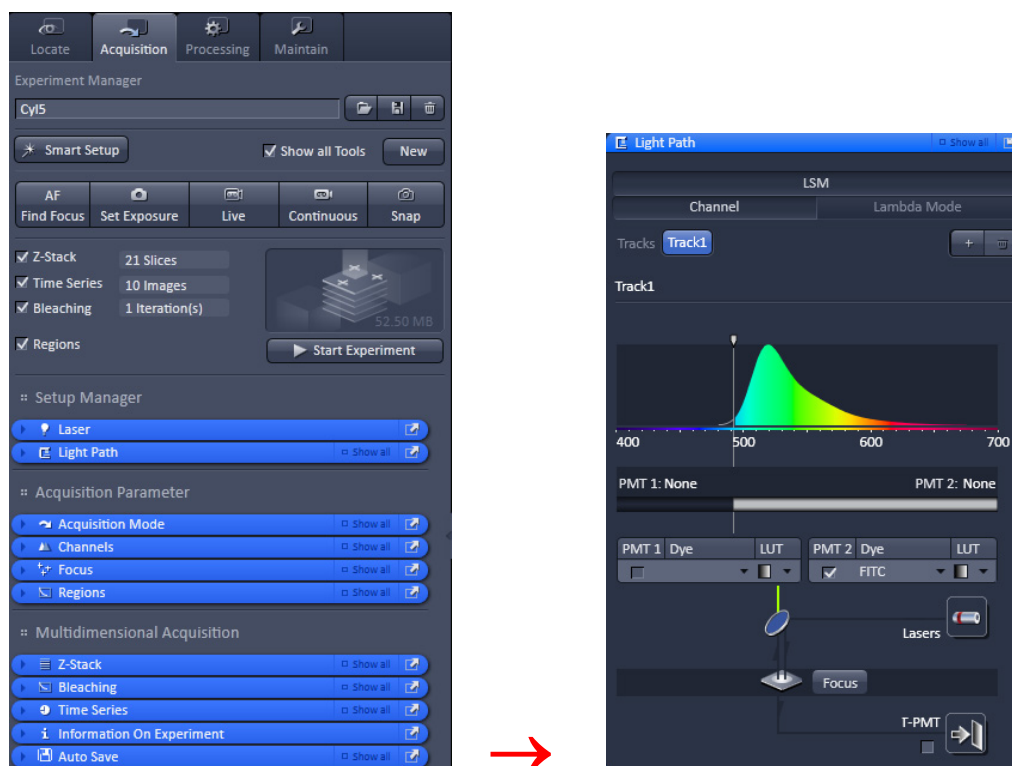 Locate Acquisition Processing Maintain
Experiment Manager
Cyl5
Smart Setup Show all Tools New
AF
Find Focus Set Exposure Live Continuous Snap
Z-Stack 21 Slices
Time Series 10 Images
Bleaching 1 Iteration(s)
52.50 MB
Regions
Start Experiment
Setup Manager
Laser
Light Path Show all
Acquisition Parameter
Acquisition Mode Show all
Channels Show all
Focus Show all
Regions Show all
Multidimensional Acquisition
Z-Stack Show all
Bleaching Show all
Time Series Show all
Information On Experiment
Auto Save Show all
Light Path Show all
LSM
Channel Lambda Mode
Tracks Track1 +
Track1
400 500 600 700
PMT 1: None PMT 2: None
PMT 1 Dye LUT PMT 2 Dye LUT
FITC
Lasers
Focus
T-PMT